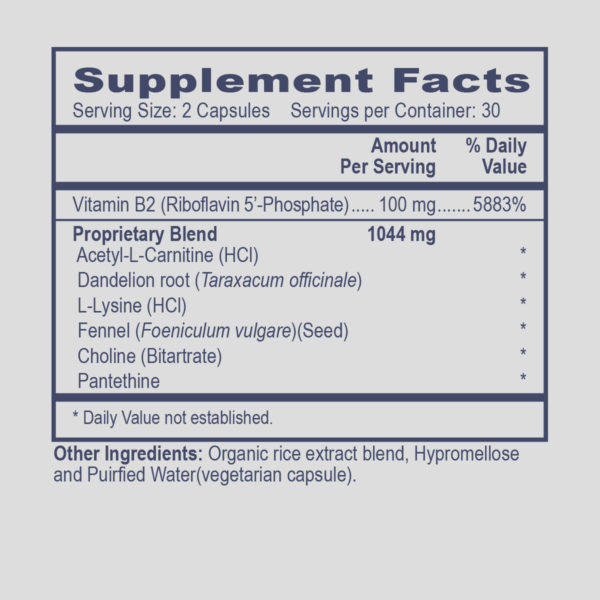 Supplement Facts
Serving Size: 2 Capsules Servings per Container: 30
Amount Per Serving % Daily Value
Vitamin B2 (Riboflavin 5’-Phosphate)..... 100 mg.......5883%
Proprietary Blend 1044 mg
Acetyl-L-Carnitine (HCl) *
Dandelion root (Taraxacum officinale) *
L-Lysine (HCl) *
Fennel (Foeniculum vulgare)(Seed) *
Choline (Bitartrate) *
Pantethine *
* Daily Value not established.
Other Ingredients: Organic rice extract blend, Hypromellose
and Puirfied Water(vegetarian capsule).